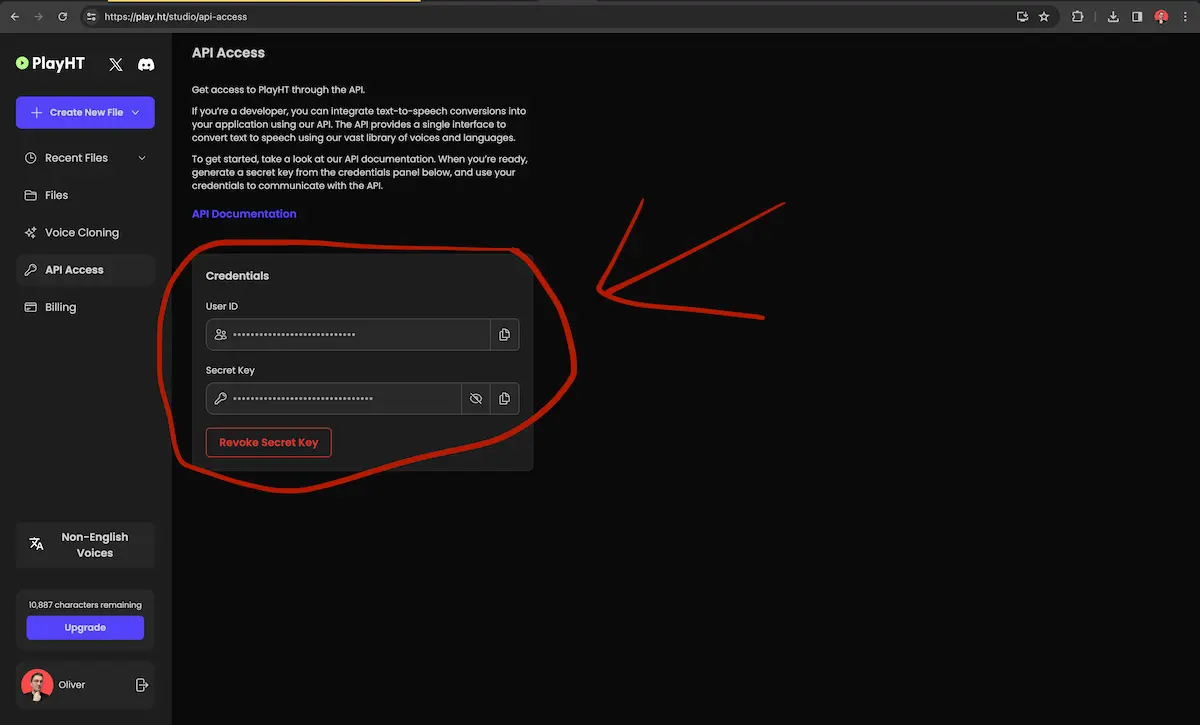 https://play.ht/studio/api-access
PlayHT
Create New File
Recent Files
Files
Voice Cloning
API Access
Billing
Non-English
Voices
10,887 characters remaining
Upgrade
Oliver
API Access
Get access to PlayHT through the API.
If you're a developer, you can integrate text-to-speech conversions into
your application using our API. The API provides a single interface to
convert text to speech using our vast library of voices and languages.
To get started, take a look at our API documentation. When you're ready,
generate a secret key from the credentials panel below, and use your
credentials to communicate with the API.
API Documentation
Credentials
User ID
Secret Key
Revoke Secret Key